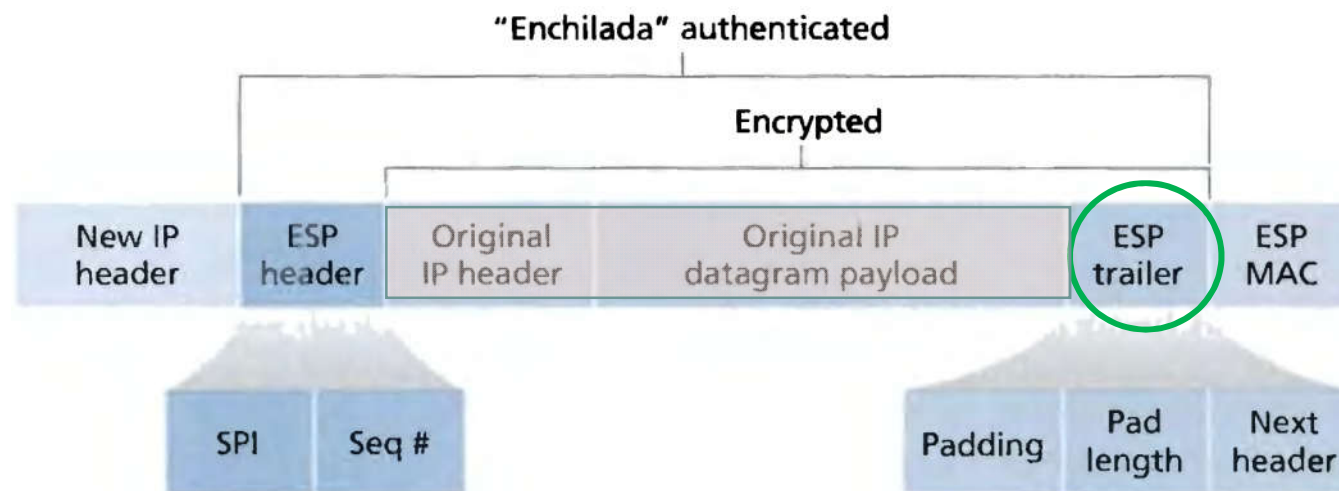 “Enchilada” authenticated
Encrypted
New IP
header
ESP
header
Original
IP header
Original IP
datagram payload
ESP
trailer
ESP
MAC
SPI
Seq #
Padding
Pad
length
Next
header